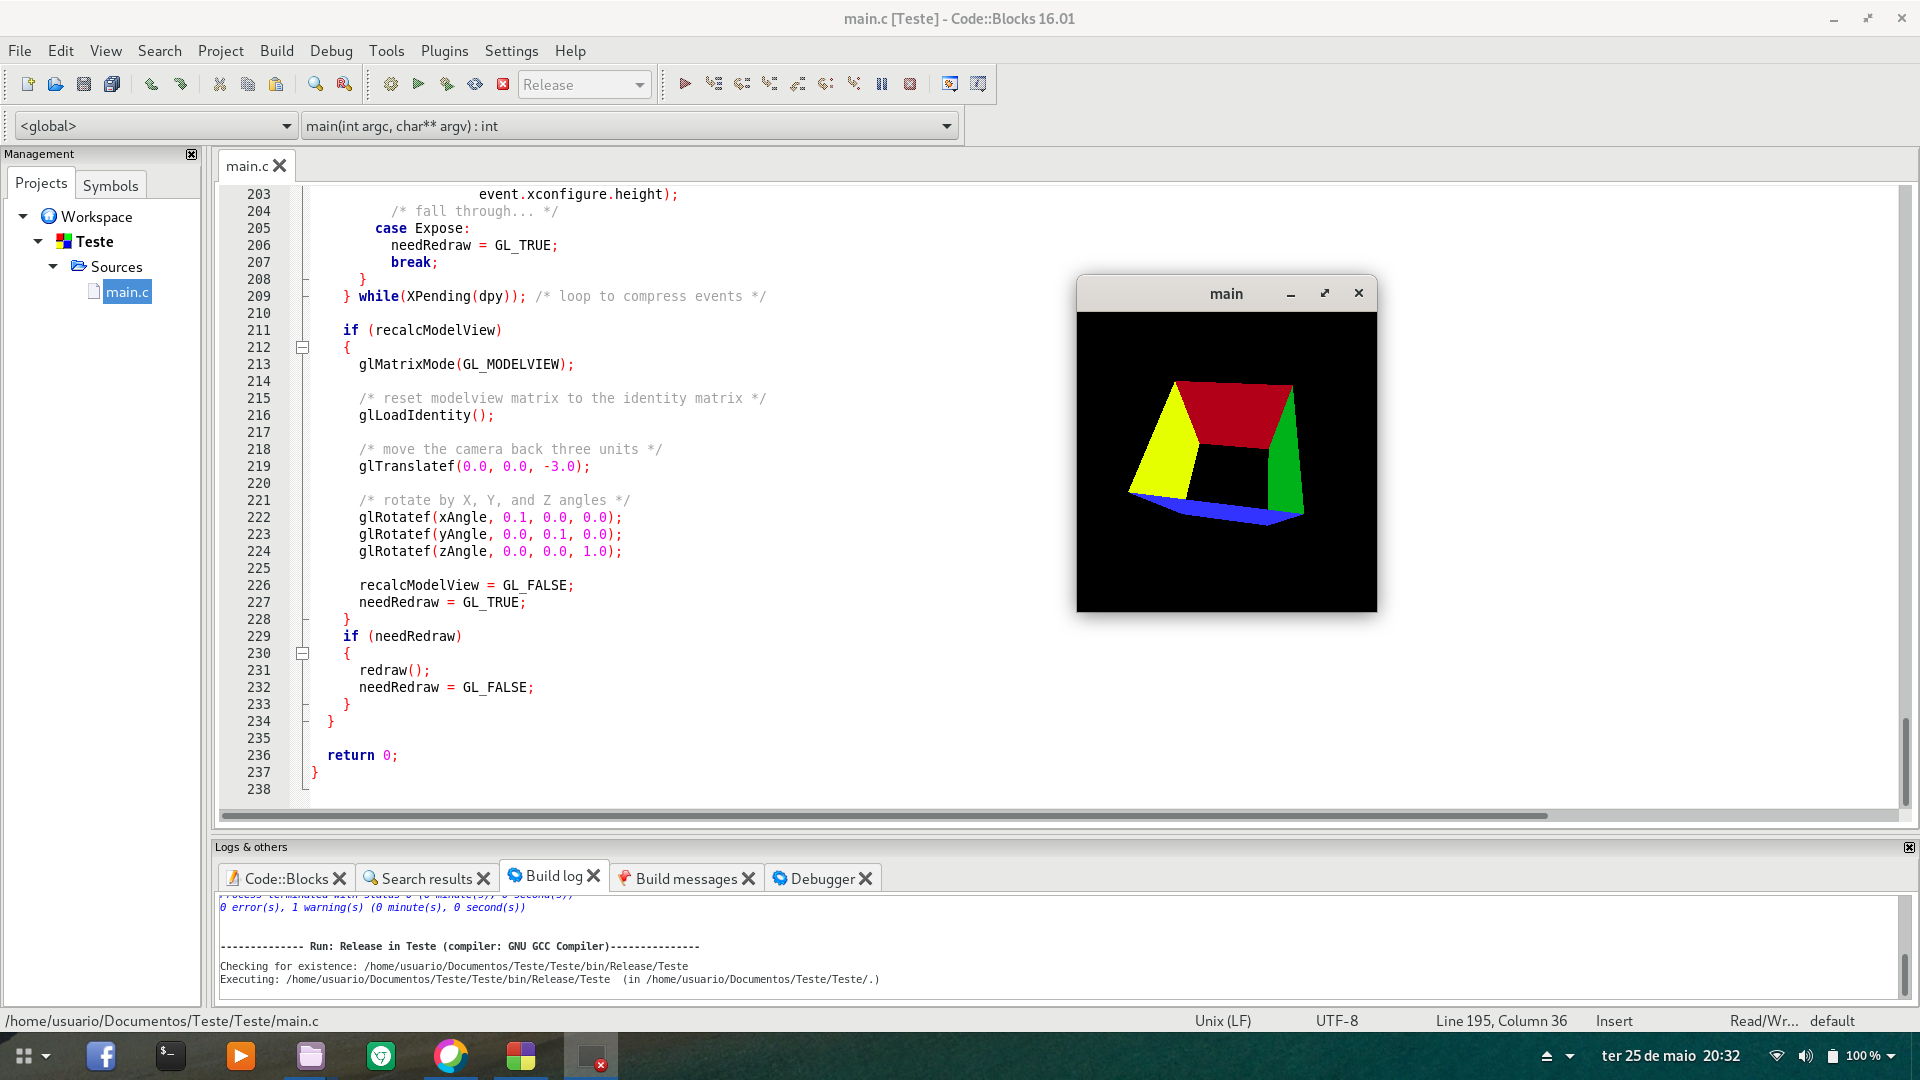 main.c [Teste] - Code::Blocks 16.01
File Edit View Search Project Build Debug Tools Plugins Settings Help
Release
<global>
main(int argc, char** argv) : int
Management
Projects
Symbols
Workspace
Teste
Sources
main.c
main.c
203 event.xconfigure.height);
204 /* fall through... */
205 case Expose:
206 needRedraw = GL_TRUE;
207 break;
208 }
209 } while(XPending(dpy)); /* loop to compress events */
210
211 if (recalcModelView)
212 {
213 glMatrixMode(GL_MODELVIEW);
214
215 /* reset modelview matrix to the identity matrix */
216 glLoadIdentity();
217
218 /* move the camera back three units */
219 glTranslatef(0.0, 0.0, -3.0);
220
221 /* rotate by X, Y, and Z angles */
222 glRotatef(xAngle, 0.1, 0.0, 0.0);
223 glRotatef(yAngle, 0.0, 0.1, 0.0);
224 glRotatef(zAngle, 0.0, 0.0, 1.0);
225
226 recalcModelView = GL_FALSE;
227 needRedraw = GL_TRUE;
228 }
229 if (needRedraw)
230 {
231 redraw();
232 needRedraw = GL_FALSE;
233 }
234 }
235
236 return 0;
237 }
238
main
Logs & others
Code::Blocks
Search results
Build log
Build messages
Debugger
Process terminated with status 0 (0 minute(s), 0 second(s))
0 error(s), 1 warning(s) (0 minute(s), 0 second(s))
-------------- Run: Release in Teste (compiler: GNU GCC Compiler)---------------
Checking for existence: /home/usuario/Documentos/Teste/Teste/bin/Release/Teste
Executing: /home/usuario/Documentos/Teste/Teste/bin/Release/Teste  (in /home/usuario/Documentos/Teste/Teste/.)
/home/usuario/Documentos/Teste/Teste/main.c
Unix (LF)
UTF-8
Line 195, Column 36
Insert
Read/Wr...
default
ter 25 de maio 20:32
100 %